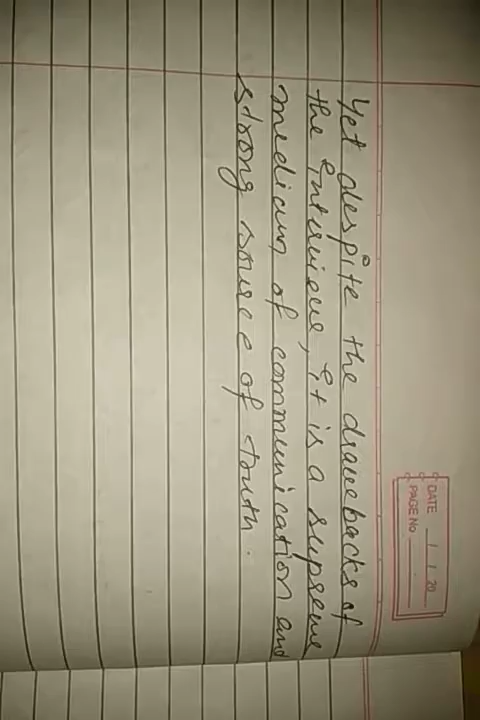 DATE / / 20
PAGE No.
Yet despite the drawbacks of
the Interview, It is a supreme
medium of communication and
strong source of truth.